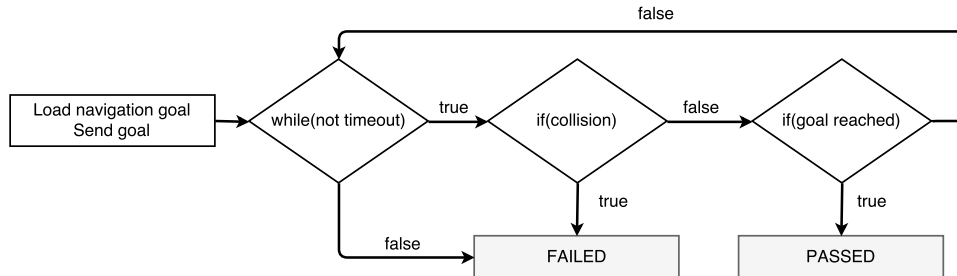 false
Load navigation goal
Send goal
while(not timeout)
true
if(collision)
false
if(goal reached)
true
true
false
FAILED
PASSED